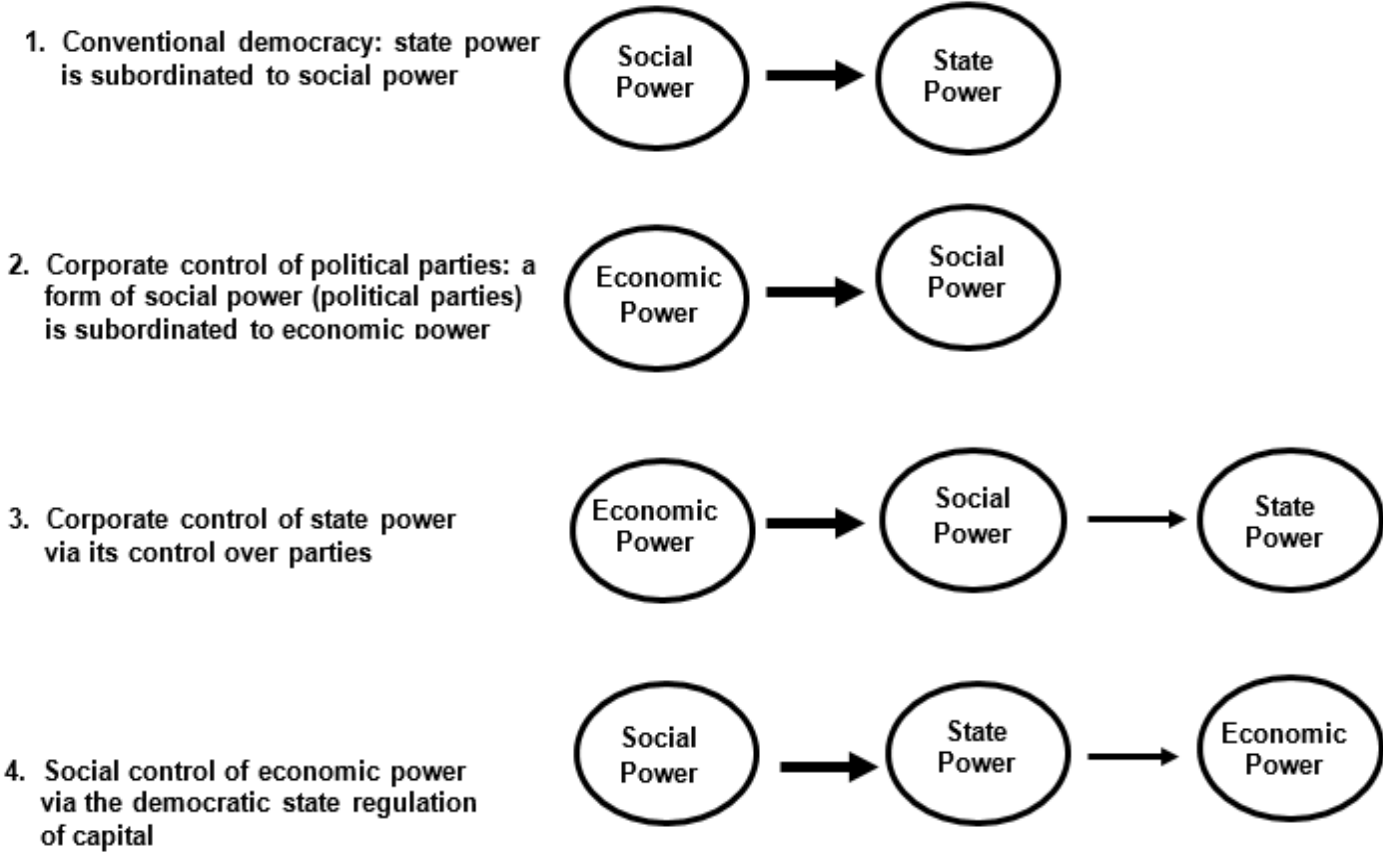 1. Conventional democracy: state power
is subordinated to social power
Social
Power
State
Power
2. Corporate control of political parties: a
form of social power (political parties)
is subordinated to economic power
Economic
Power
Social
Power
3. Corporate control of state power
via its control over parties
Economic
Power
Social
Power
State
Power
4. Social control of economic power
via the democratic state regulation
of capital
Social
Power
State
Power
Economic
Power